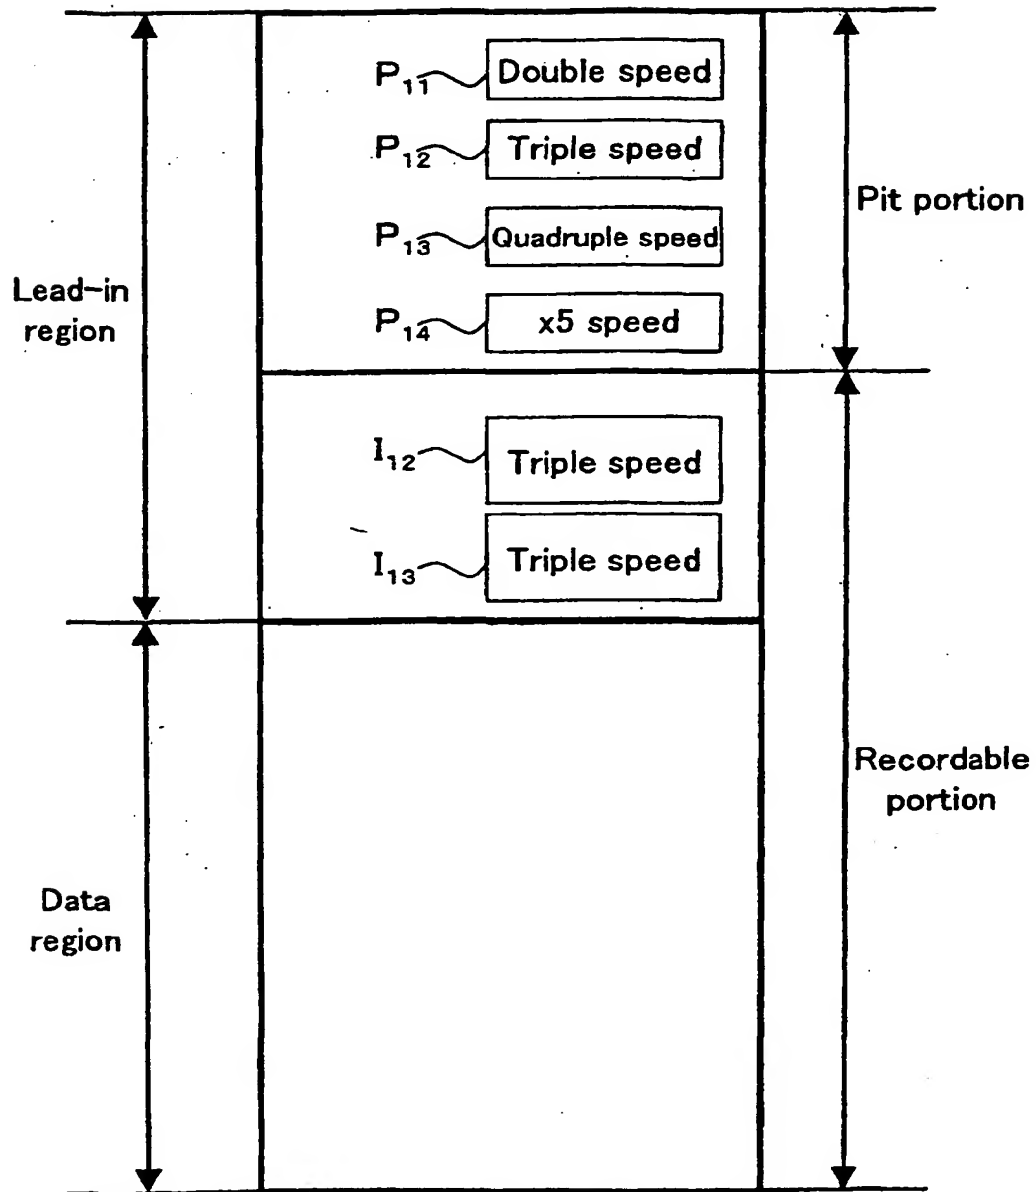 P11 Double speed
P12 Triple speed
P13 Quadruple speed
P14 x5 speed
Pit portion
Lead-in
region
I12 Triple speed
I13 Triple speed
Recordable
portion
Data
region